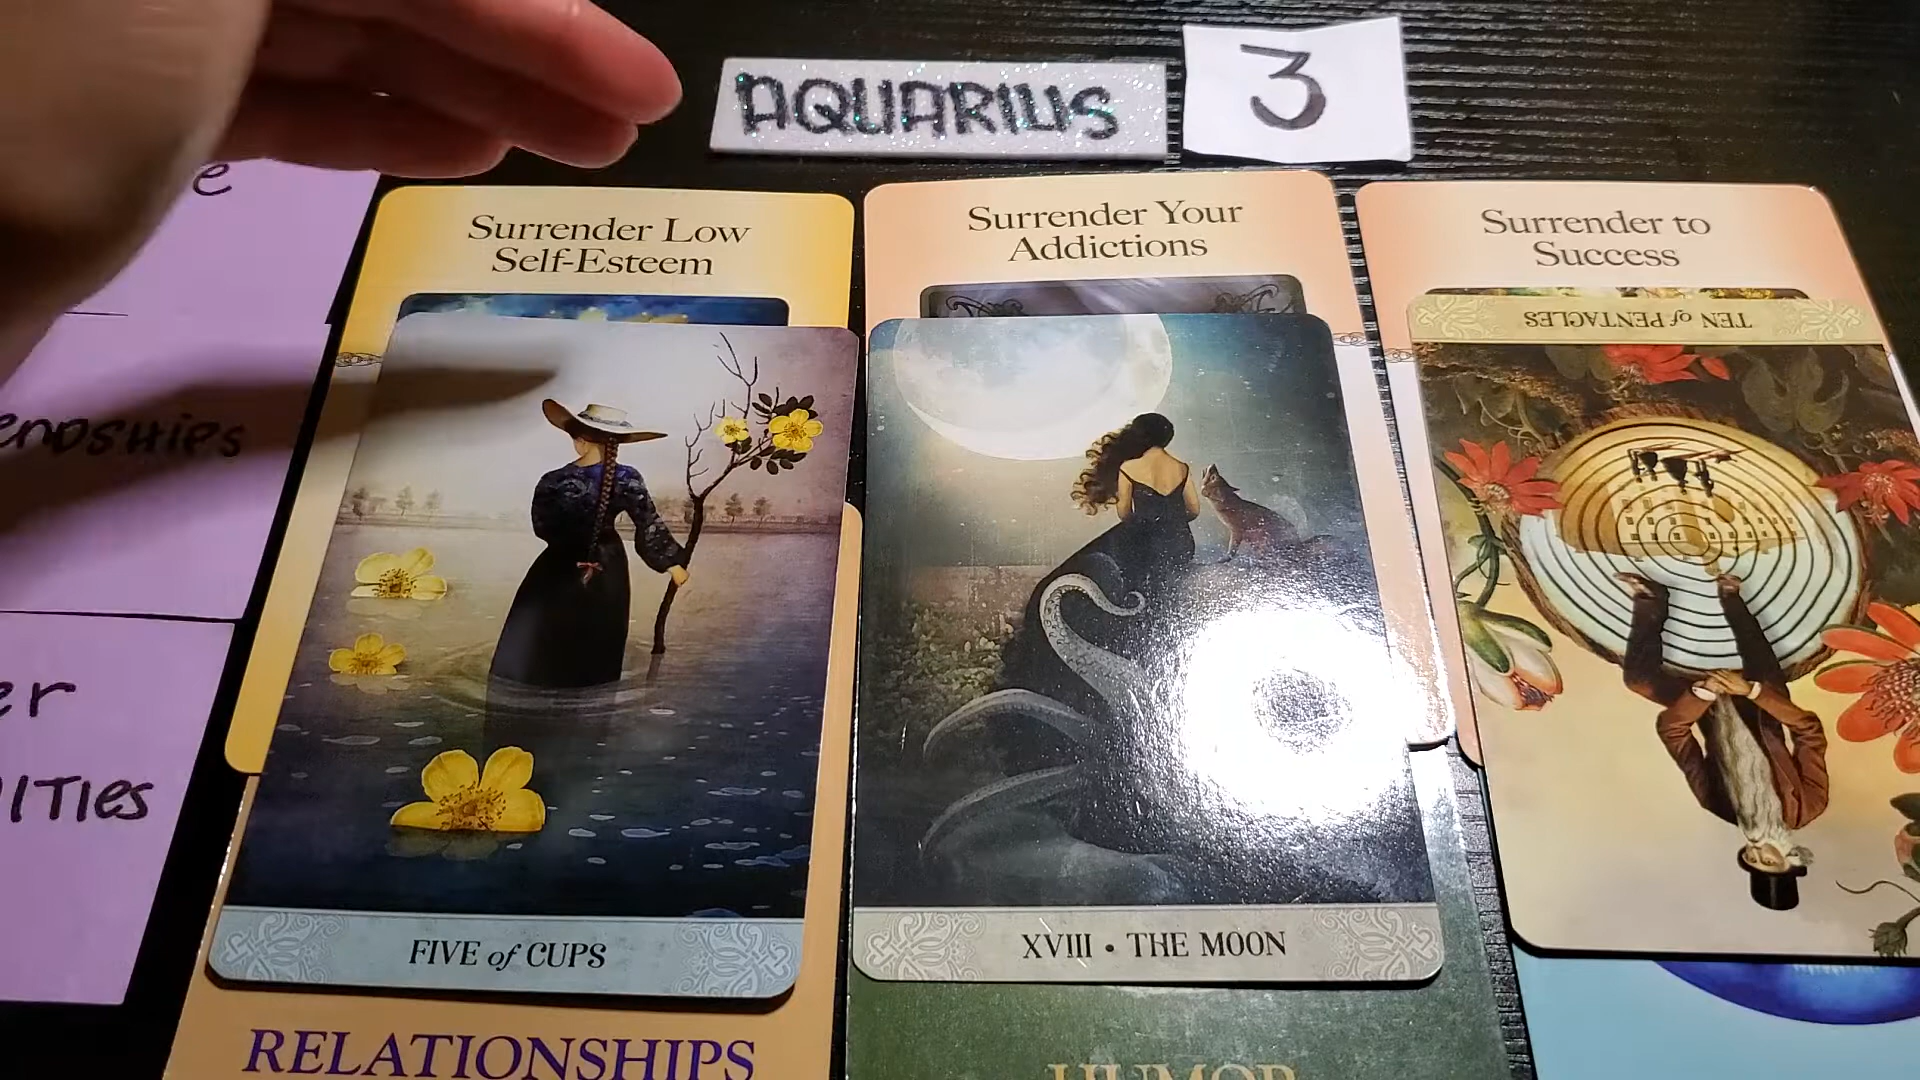 AQUARIUS
3
Surrender Low
Self-Esteem
Surrender Your
Addictions
Surrender to
Success
TEN of PENTACLES
FIVE of CUPS
XVIII • THE MOON
RELATIONSHIPS
HUMOR